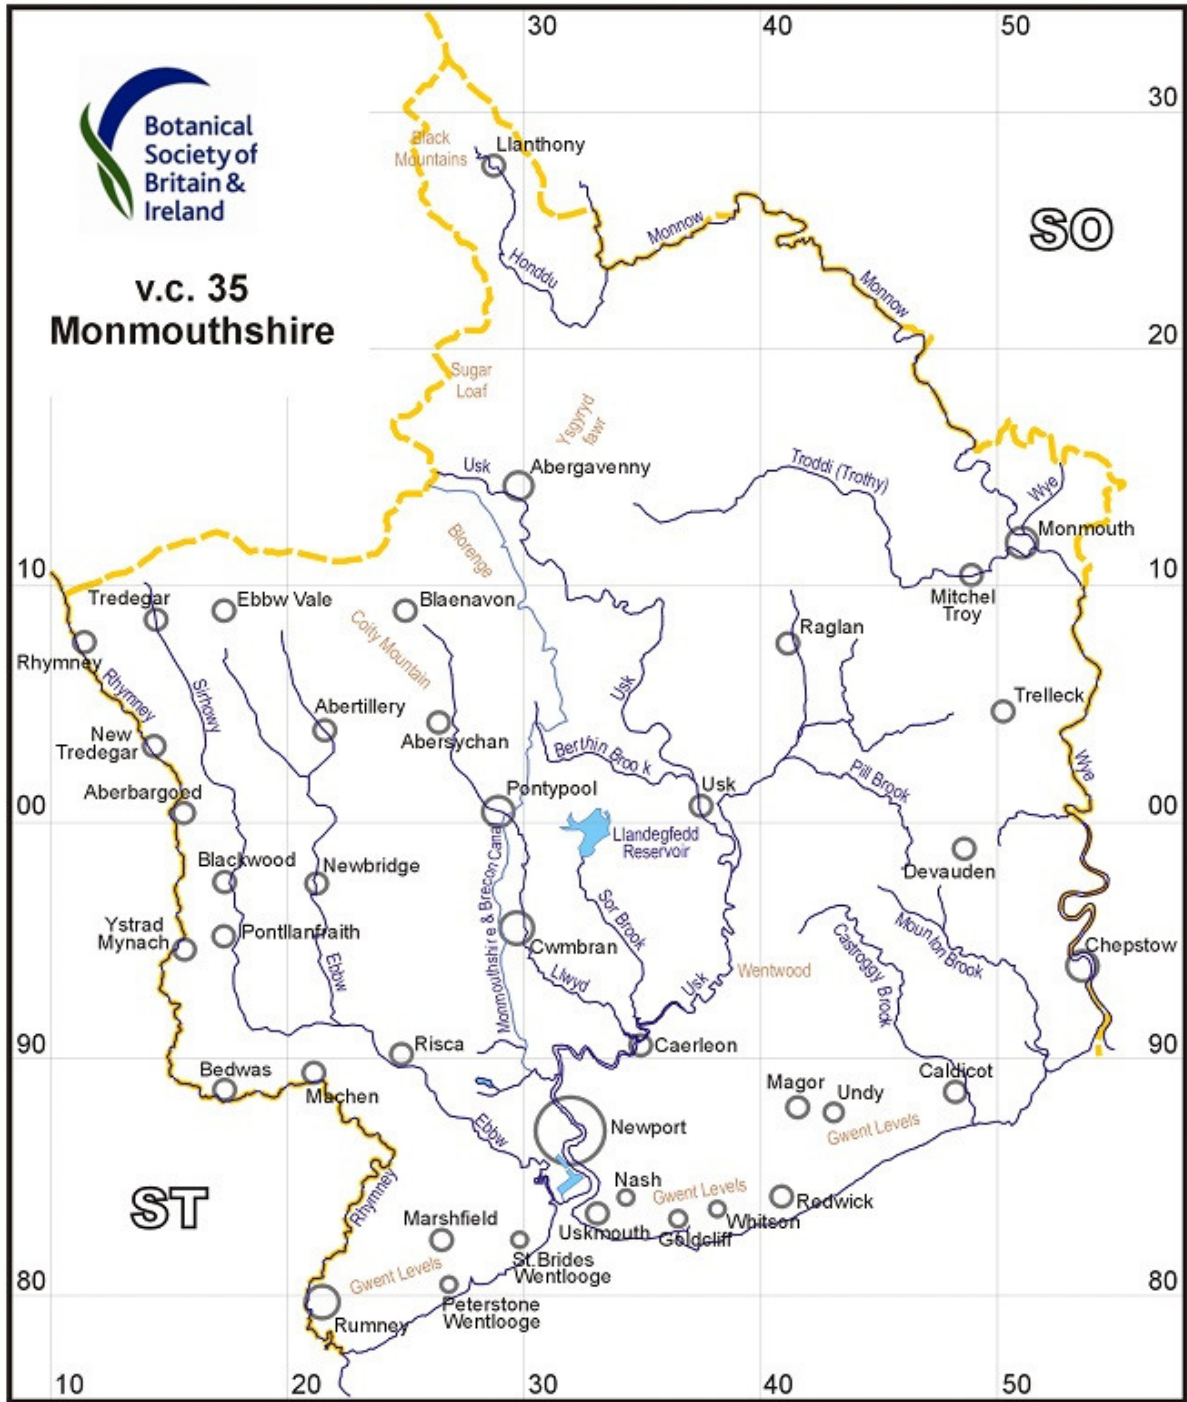 30
40
50
30
Botanical
Society of
Britain &
Ireland
Black
Mountains
Llanthony
SO
Monnow
Honddu
Monnow
v.c. 35
Monmouthshire
20
Sugar
Loaf
Ysgyryd
fawr
Usk
Abergavenny
Troddi (Trothy)
Wye
Monmouth
Blorenge
10
10
Tredegar
Ebbw Vale
Blaenavon
Mitchel
Troy
Coity Mountain
Raglan
Rhymney
Rhymney
Sirhowy
Usk
Trelleck
Abertillery
New
Tredegar
Abersychan
Berthin Brook
Wye
Pill Brook
Aberbargoed
Pontypool
Usk
00
00
Llandegfedd
Reservoir
Blackwood
Newbridge
Monmouthshire & Brecon Canal
Devauden
Sor Brook
Ystrad
Mynach
Pontllanfraith
Cwmbran
Castroggy Brook
Mounton Brook
Chepstow
Ebbw
Llwyd
Usk
Wentwood
90
Risca
Caerleon
90
Bedwas
Machen
Magor
Undy
Caldicot
Ebbw
Newport
Gwent Levels
ST
Rhymney
Nash
Gwent Levels
Redwick
Marshfield
Uskmouth
Goldcliff
Whitson
St.Brides
Wentlooge
Gwent Levels
80
80
Peterstone
Wentlooge
Rumney
10
20
30
40
50